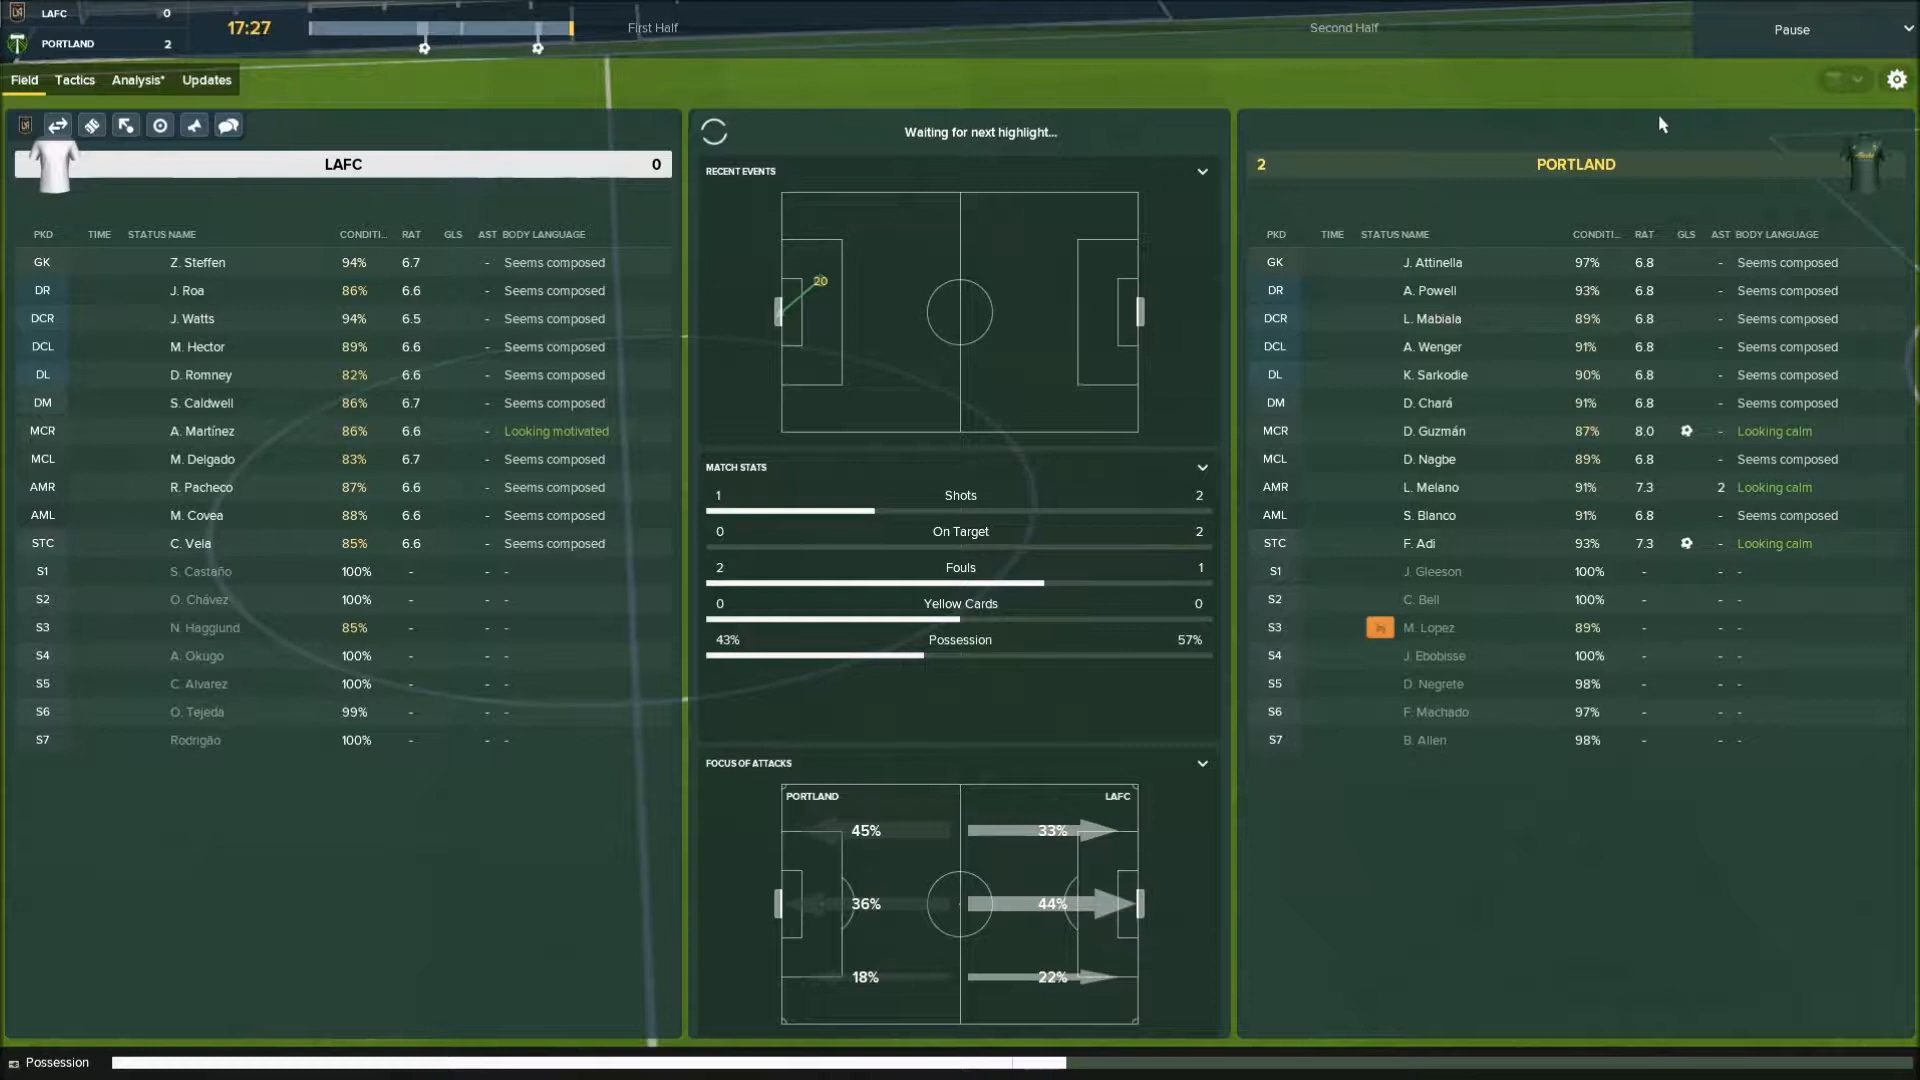 LAFC 0
PORTLAND 2
17:27
First Half
Second Half
Pause
Field Tactics Analysis* Updates
LAFC 0
PKD TIME STATUS NAME CONDITI... RAT GLS AST BODY LANGUAGE
GK Z. Steffen 94% 6.7 - Seems composed
DR J. Roa 86% 6.6 - Seems composed
DCR J. Watts 94% 6.5 - Seems composed
DCL M. Hector 89% 6.6 - Seems composed
DL D. Romney 82% 6.6 - Seems composed
DM S. Caldwell 86% 6.7 - Seems composed
MCR A. Martínez 86% 6.6 - Looking motivated
MCL M. Delgado 83% 6.7 - Seems composed
AMR R. Pacheco 87% 6.6 - Seems composed
AML M. Covea 88% 6.6 - Seems composed
STC C. Vela 85% 6.6 - Seems composed
S1 S. Castaño 100% - - -
S2 O. Chávez 100% - - -
S3 N. Hagglund 85% - - -
S4 A. Okugo 100% - - -
S5 C. Alvarez 100% - - -
S6 O. Tejeda 99% - - -
S7 Rodrigão 100% - - -
Waiting for next highlight...
RECENT EVENTS
20
MATCH STATS
1 Shots 2
0 On Target 2
2 Fouls 1
0 Yellow Cards 0
43% Possession 57%
FOCUS OF ATTACKS
PORTLAND LAFC
45% 33%
36% 44%
18% 22%
2 PORTLAND
PKD TIME STATUS NAME CONDITI... RAT GLS AST BODY LANGUAGE
GK J. Attinella 97% 6.8 - Seems composed
DR A. Powell 93% 6.8 - Seems composed
DCR L. Mabiala 89% 6.8 - Seems composed
DCL A. Wenger 91% 6.8 - Seems composed
DL K. Sarkodie 90% 6.8 - Seems composed
DM D. Chará 91% 6.8 - Seems composed
MCR D. Guzmán 87% 8.0 - Looking calm
MCL D. Nagbe 89% 6.8 - Seems composed
AMR L. Melano 91% 7.3 2 Looking calm
AML S. Blanco 91% 6.8 - Seems composed
STC F. Adi 93% 7.3 - Looking calm
S1 J. Gleeson 100% - - -
S2 C. Bell 100% - - -
S3 M. Lopez 89% - - -
S4 J. Ebobisse 100% - - -
S5 D. Negrete 98% - - -
S6 F. Machado 97% - - -
S7 B. Allen 98% - - -
Possession